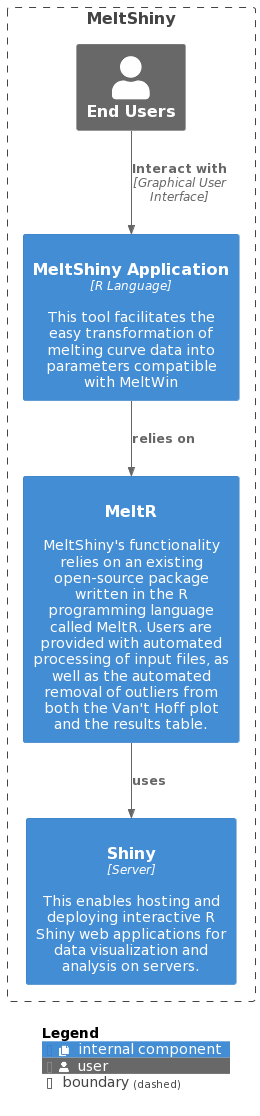 MeltShiny
End Users
Interact with
[Graphical User
Interface]
MeltShiny Application
[R Language]
This tool facilitates the
easy transformation of
melting curve data into
parameters compatible
with MeltWin
relies on
MeltR
MeltShiny's functionality
relies on an existing
open-source package
written in the R
programming language
called MeltR. Users are
provided with automated
processing of input files, as
well as the automated
removal of outliers from
both the Van't Hoff plot
and the results table.
uses
Shiny
[Server]
This enables hosting and
deploying interactive R
Shiny web applications for
data visualization and
analysis on servers.
Legend
internal component
user
boundary (dashed)